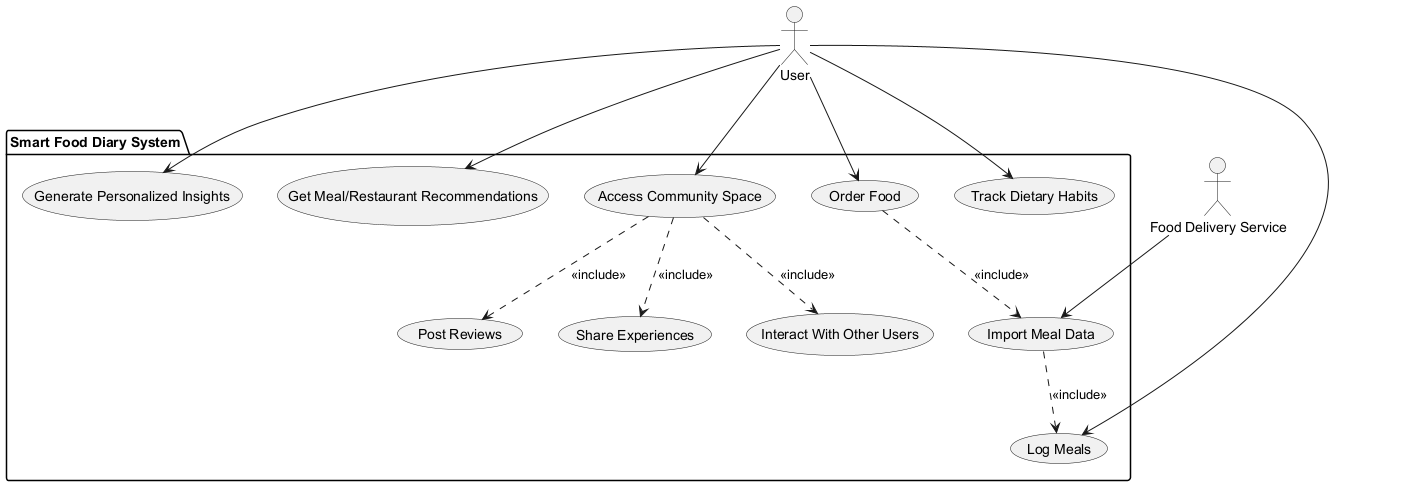 User
Smart Food Diary System
Generate Personalized Insights
Get Meal/Restaurant Recommendations
Access Community Space
Order Food
Track Dietary Habits
Food Delivery Service
«include»
«include»
«include»
«include»
Post Reviews
Share Experiences
Interact With Other Users
Import Meal Data
«include»
Log Meals